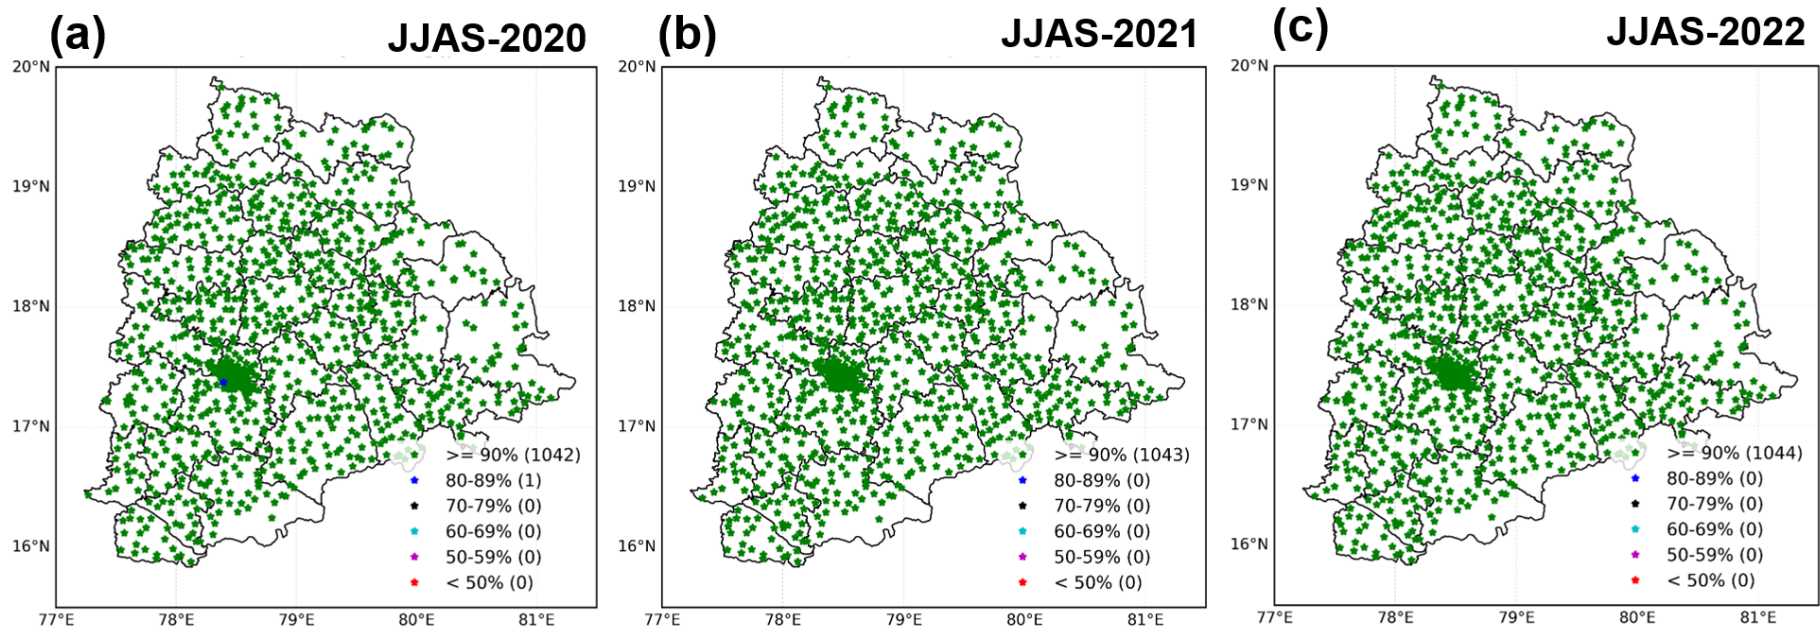 (a) JJAS-2020
20°N
19°N
18°N
17°N
16°N
77°E 78°E 79°E 80°E 81°E
>= 90% (1042)
80-89% (1)
70-79% (0)
60-69% (0)
50-59% (0)
< 50% (0)
(b) JJAS-2021
20°N
19°N
18°N
17°N
16°N
77°E 78°E 79°E 80°E 81°E
>= 90% (1043)
80-89% (0)
70-79% (0)
60-69% (0)
50-59% (0)
< 50% (0)
(c) JJAS-2022
20°N
19°N
18°N
17°N
16°N
77°E 78°E 79°E 80°E 81°E
>= 90% (1044)
80-89% (0)
70-79% (0)
60-69% (0)
50-59% (0)
< 50% (0)